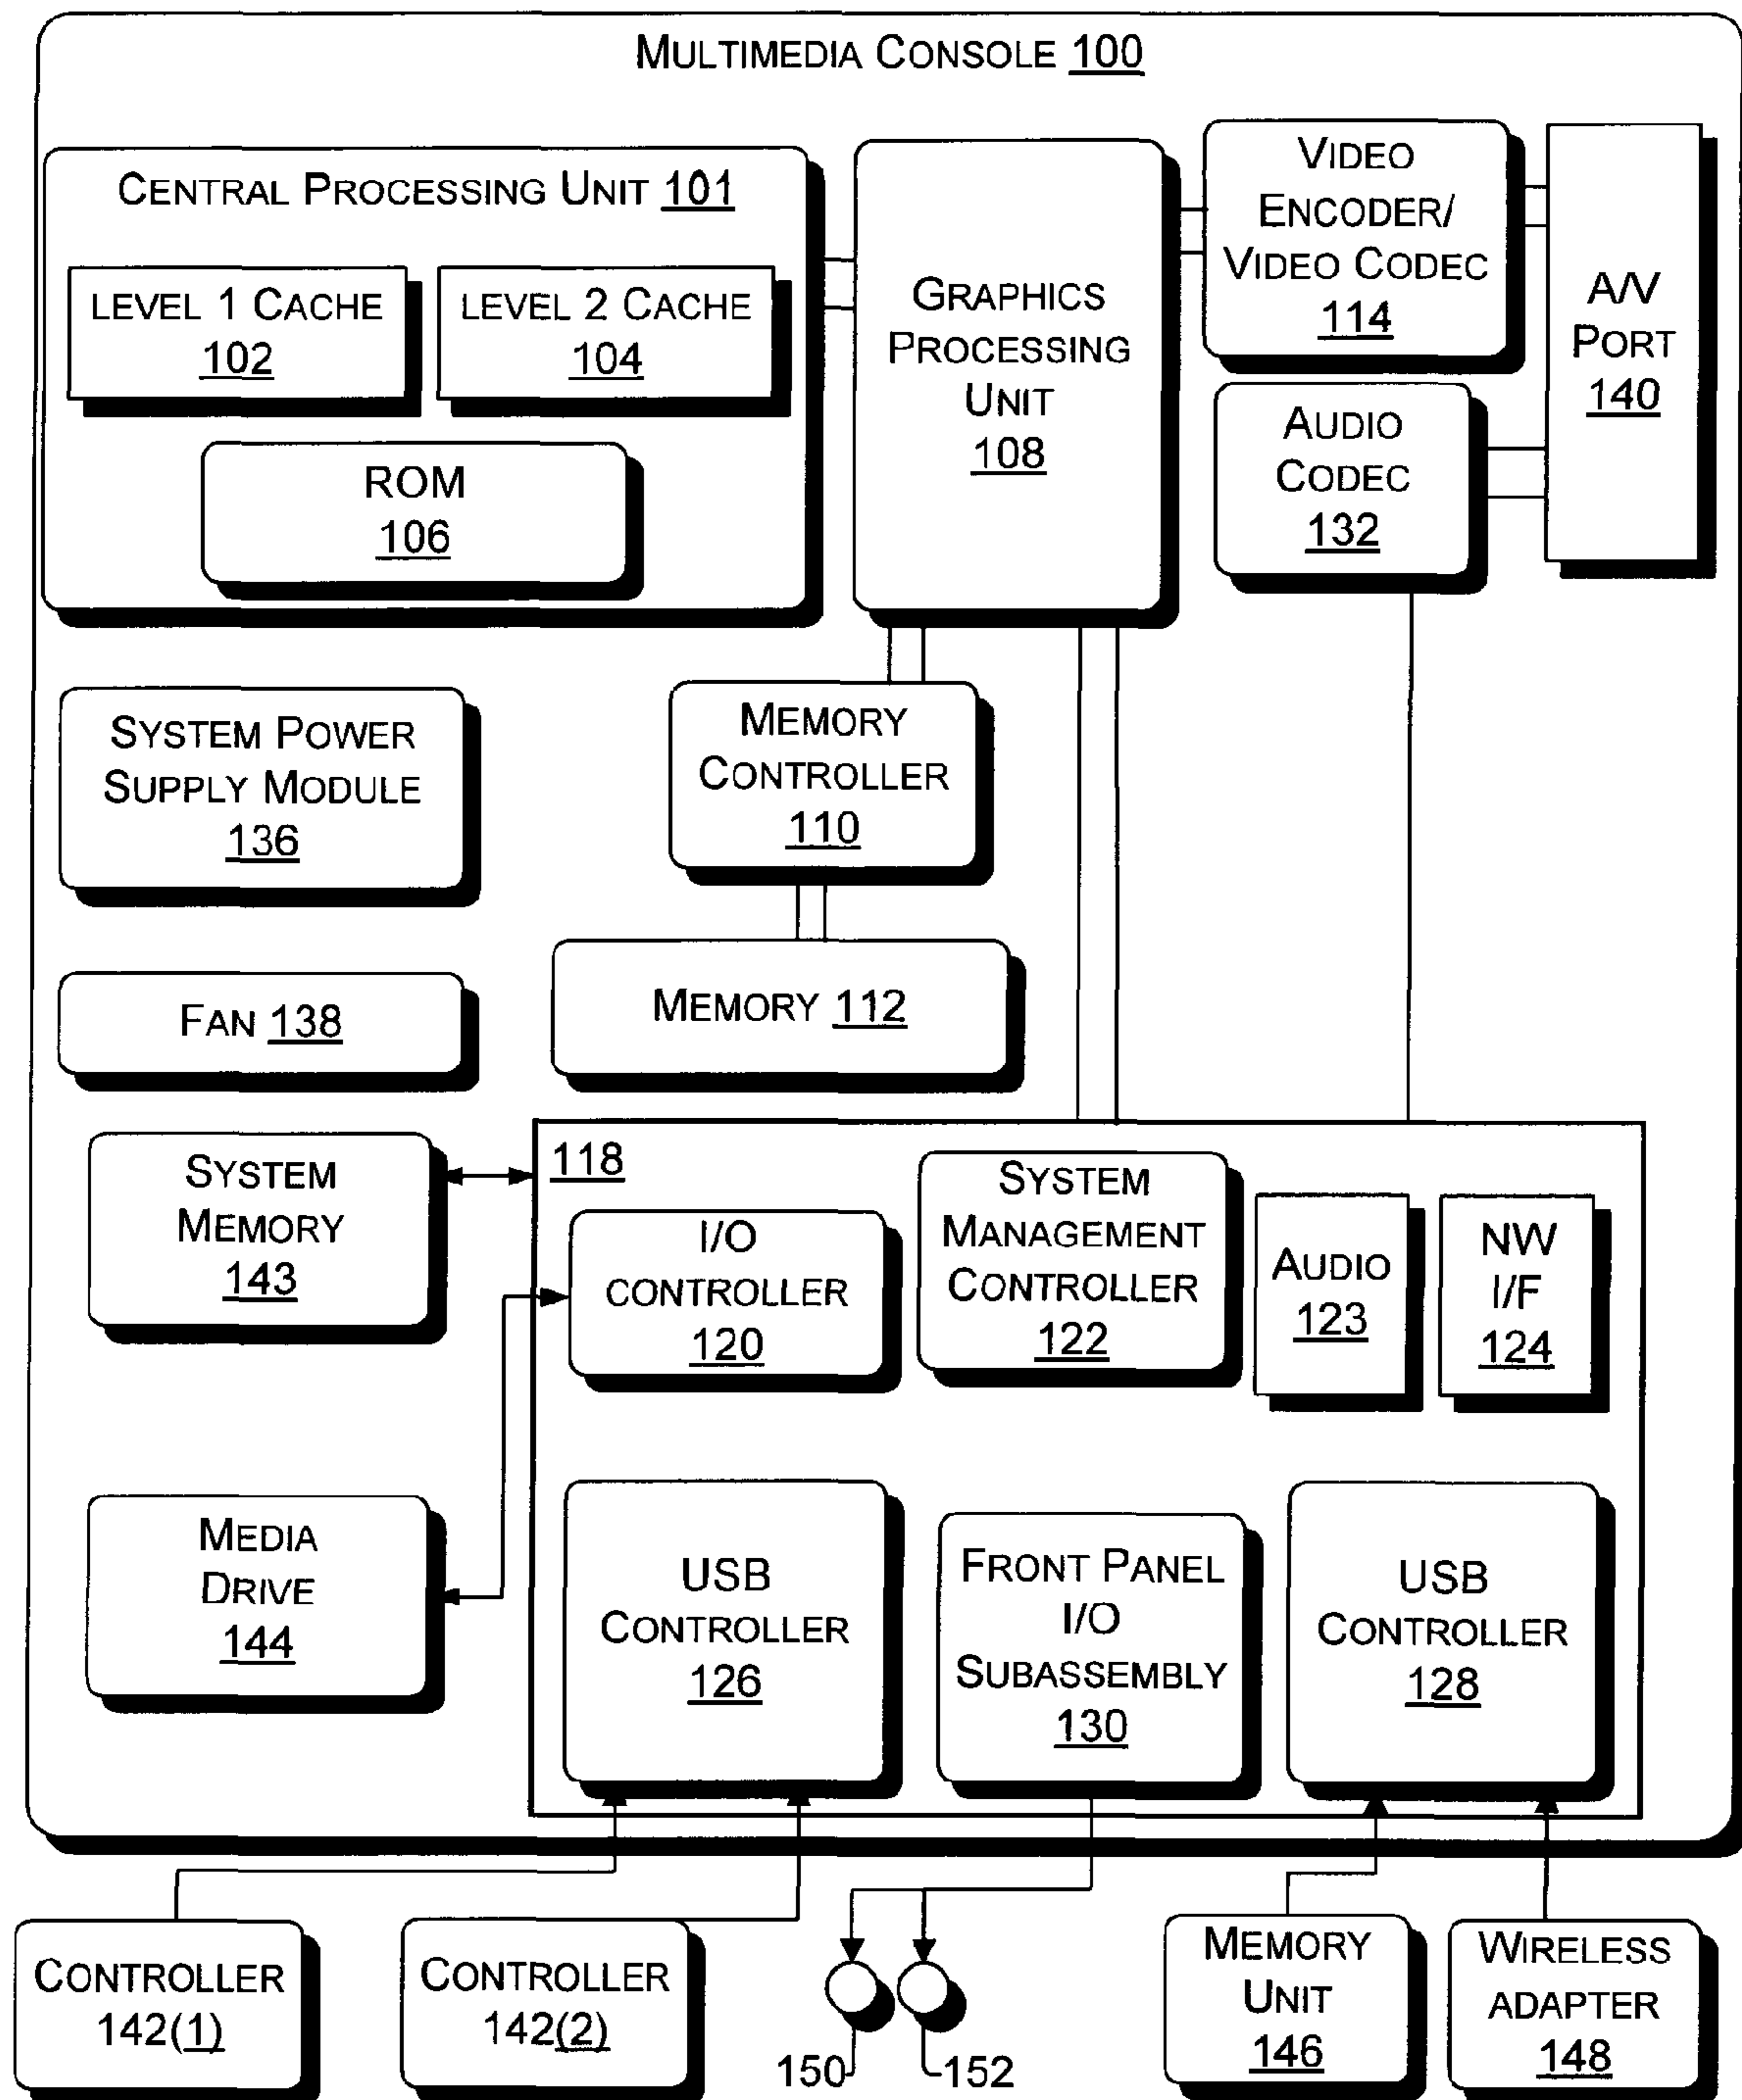 MULTIMEDIA CONSOLE 100
CENTRAL PROCESSING UNIT 101
LEVEL 1 CACHE
102
LEVEL 2 CACHE
104
ROM
106
GRAPHICS
PROCESSING
UNIT
108
VIDEO
ENCODER/
VIDEO CODEC
114
AUDIO
CODEC
132
A/V
PORT
140
SYSTEM POWER
SUPPLY MODULE
136
MEMORY
CONTROLLER
110
FAN 138
MEMORY 112
SYSTEM
MEMORY
143
118
I/O
CONTROLLER
120
SYSTEM
MANAGEMENT
CONTROLLER
122
AUDIO
123
NW
I/F
124
MEDIA
DRIVE
144
USB
CONTROLLER
126
FRONT PANEL
I/O
SUBASSEMBLY
130
USB
CONTROLLER
128
CONTROLLER
142(1)
CONTROLLER
142(2)
150
152
MEMORY
UNIT
146
WIRELESS
ADAPTER
148